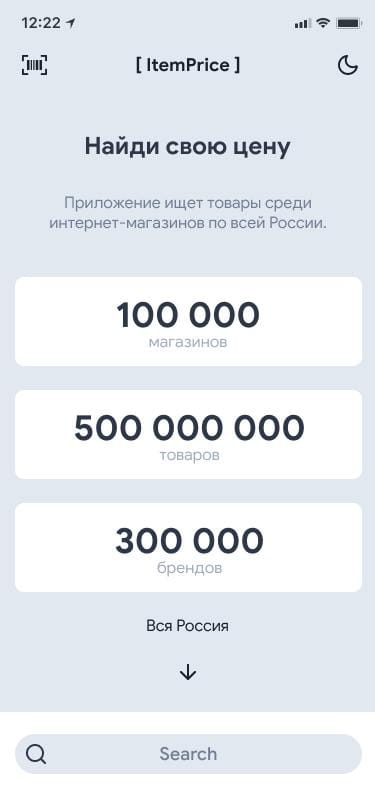 12:22
[ ItemPrice ]
Найди свою цену
Приложение ищет товары среди
интернет-магазинов по всей России.
100 000
магазинов
500 000 000
товаров
300 000
брендов
Вся Россия
Search